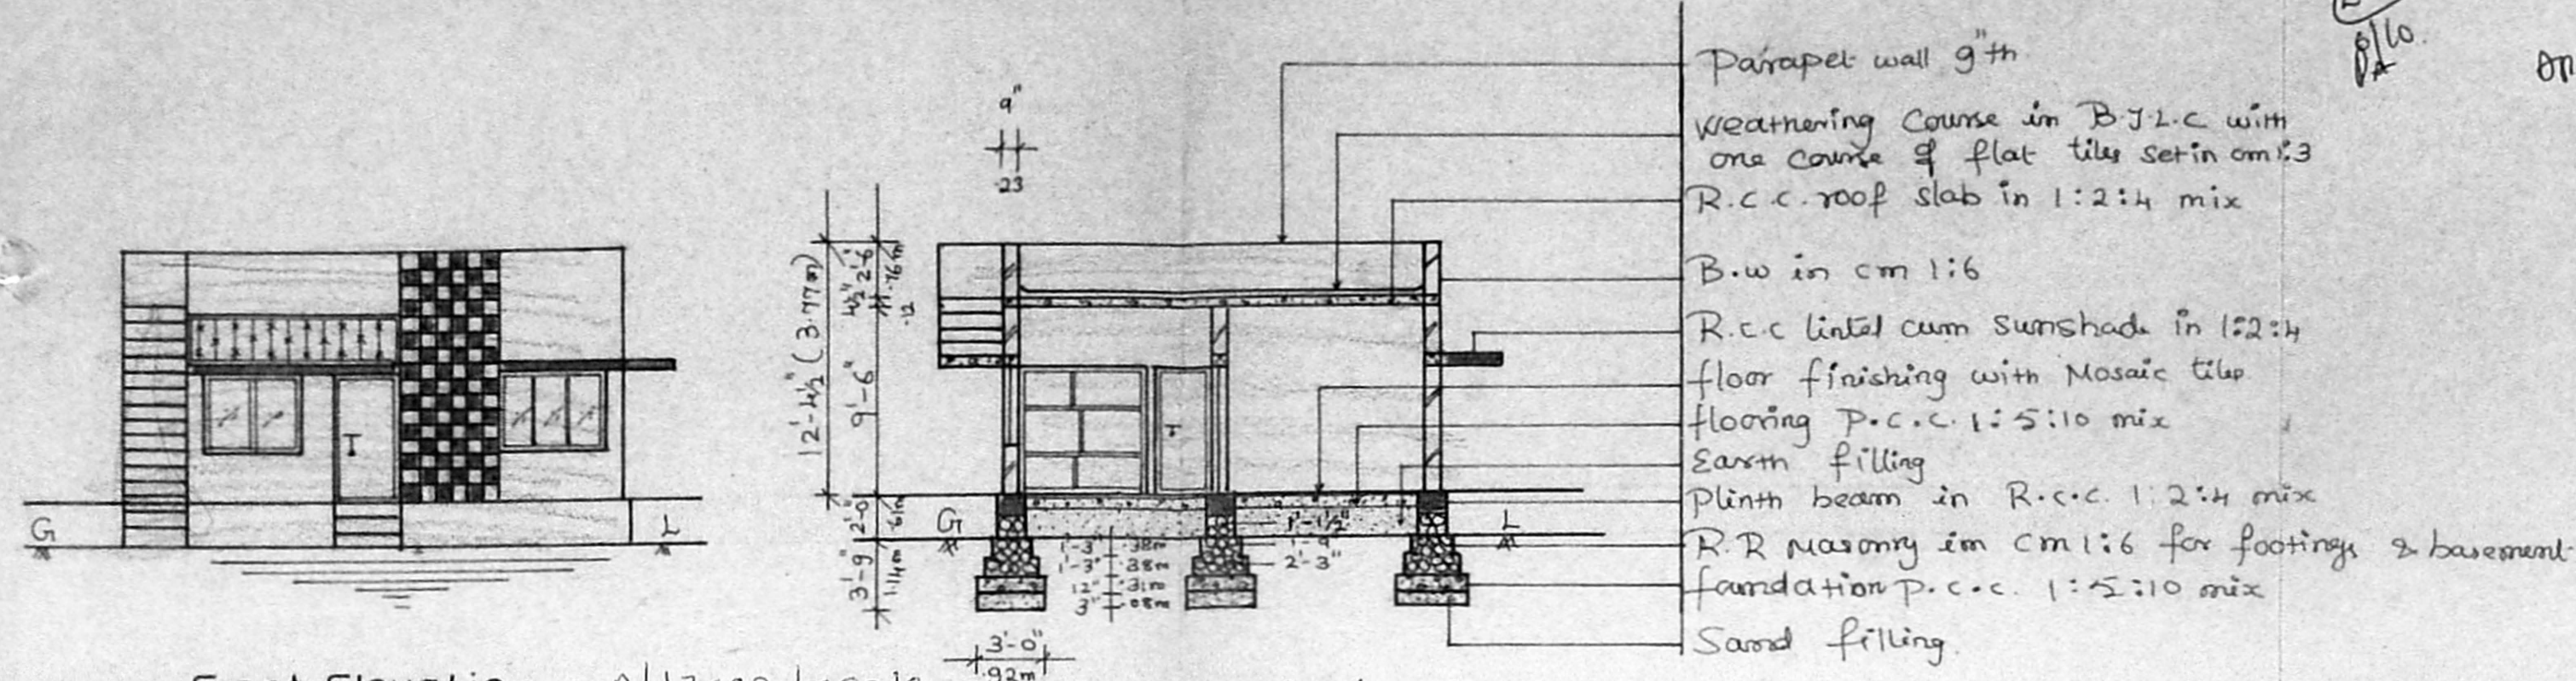 9"
.23
Parapet wall 9"th
weathering Course in B.J.L.C with
one course of flat tiles set in cm 1:3
R.C.C. roof slab in 1:2:4 mix
B.w in cm 1:6
R.C.C lintel cum sunshade in 1:2:4
floor finishing with Mosaic tiles
flooring P.C.C. 1:5:10 mix
Earth filling
Plinth beam in R.C.C. 1:2:4 mix
R.R Masonry im Cm 1:6 for footings & basement
foundation P.C.C. 1:5:10 mix
Sand filling
12'-4½" (3.77m)
2'-6"
.76m
4½"
.12
9'-6"
2'-0"
.61m
3'-9"
1.14m
G L
G L
1'-1½"
1'-9"
2'-3"
1'-3" .38m
1'-3" .38m
12" .31m
3" .08m
3'-0"
.92m